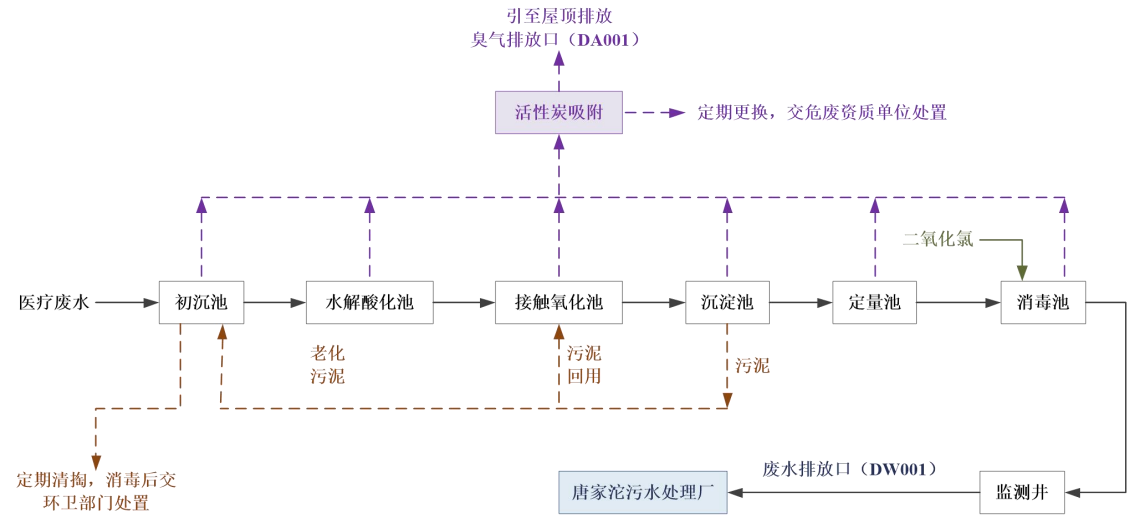 引至屋顶排放
臭气排放口（DA001）
活性炭吸附
定期更换，交危废资质单位处置
二氧化氯
医疗废水
初沉池
水解酸化池
接触氧化池
沉淀池
定量池
消毒池
老化
污泥
污泥
回用
污泥
定期清掏，消毒后交
环卫部门处置
唐家沱污水处理厂
废水排放口（DW001）
监测井